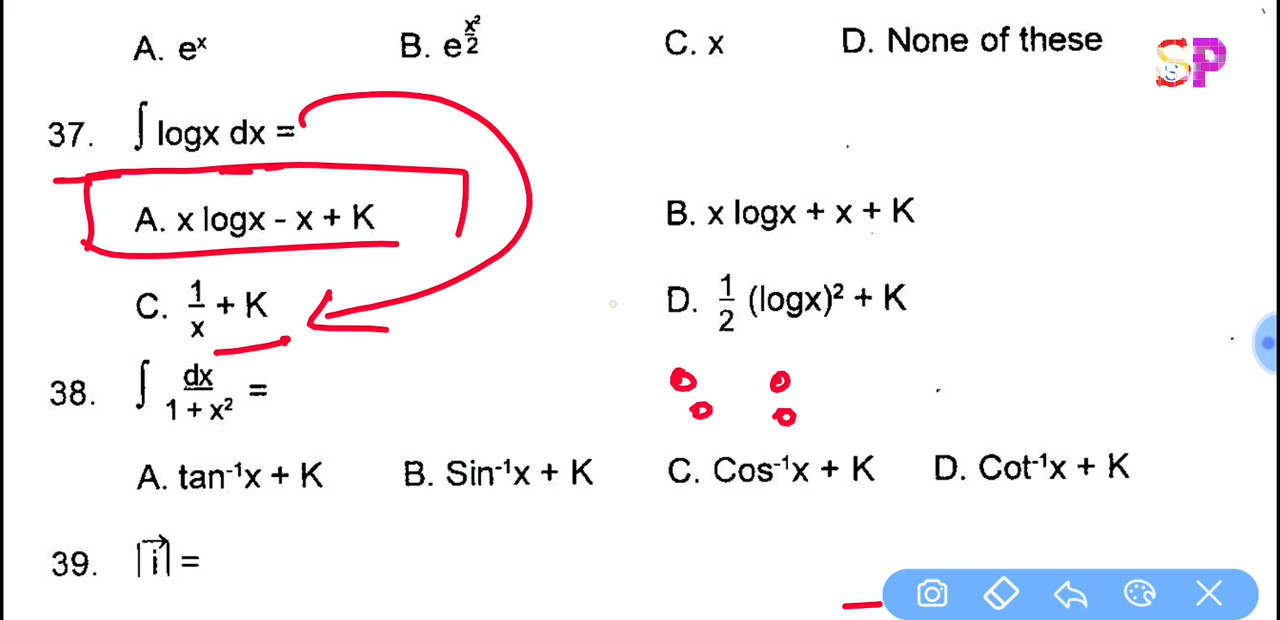 A. eˣ B. e^(x²/2) C. x D. None of these
SP
S
37. ∫ logx dx =
A. x logx - x + K B. x logx + x + K
C. 1/x + K D. 1/2 (logx)² + K
38. ∫ dx/(1 + x²) =
A. tan⁻¹x + K B. Sin⁻¹x + K C. Cos⁻¹x + K D. Cot⁻¹x + K
39. |i⃗| =